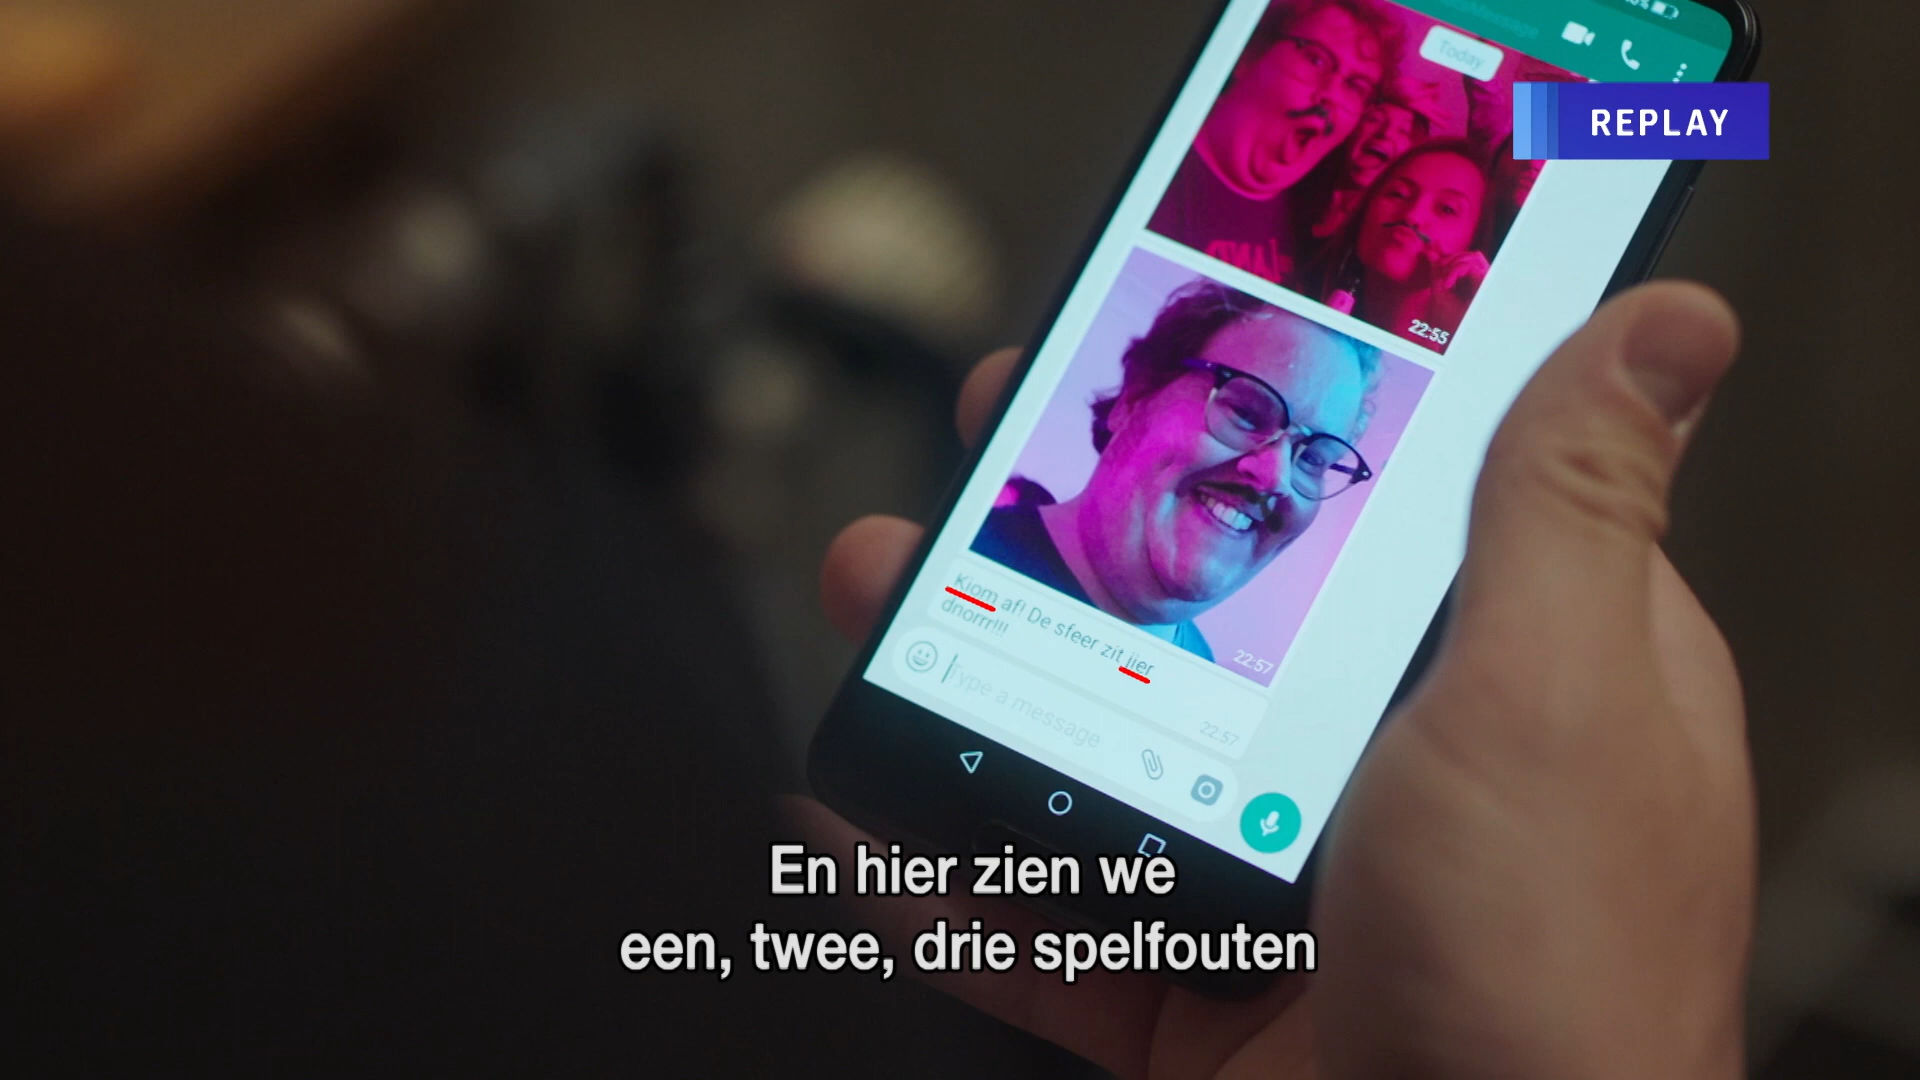 Today
REPLAY
22:55
22:57
Kiom af! De sfeer zit jier
dnorrr!!!
22:57
Type a message
En hier zien we
een, twee, drie spelfouten